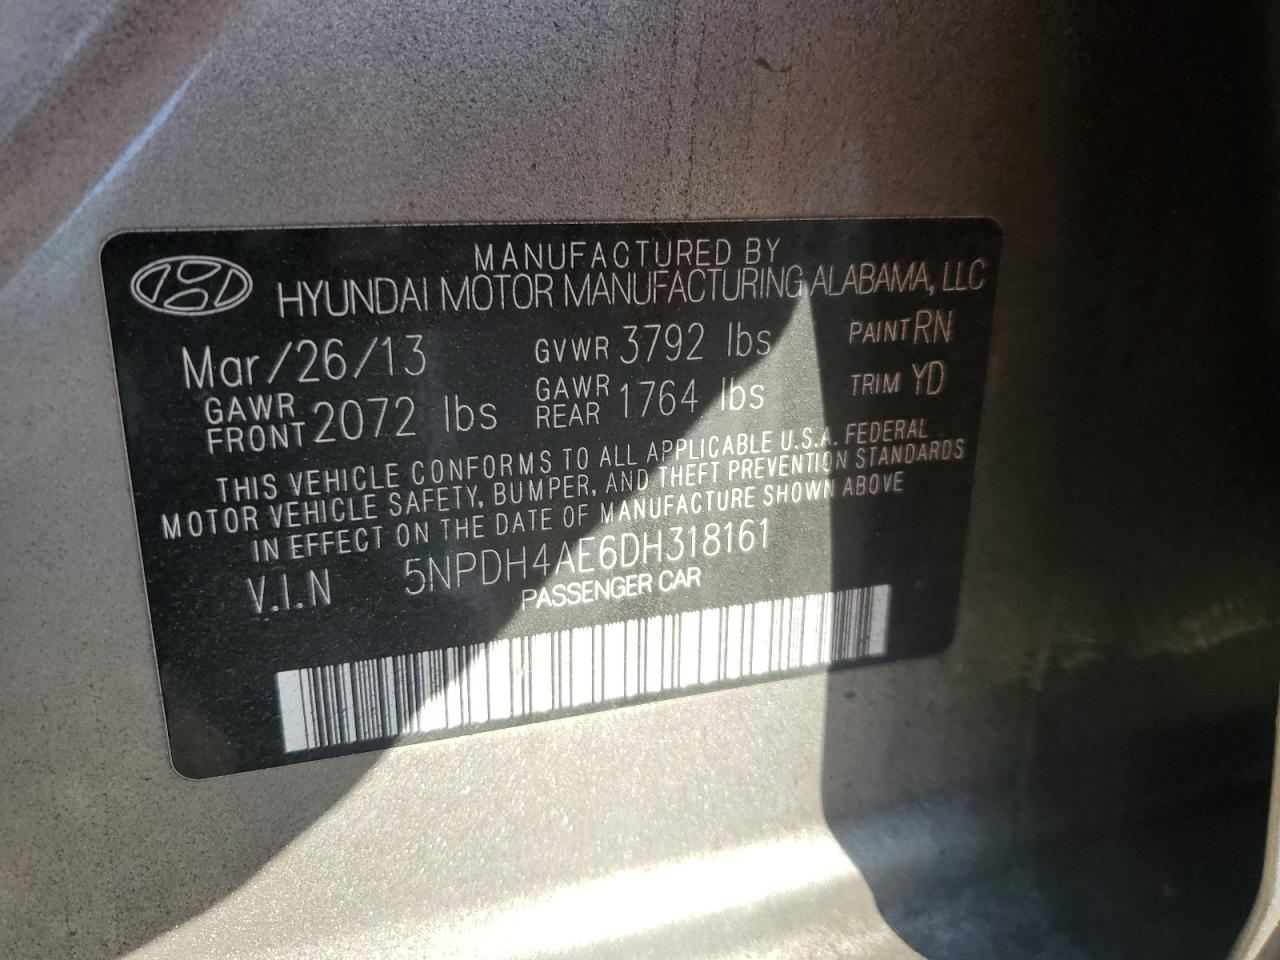 MANUFACTURED BY
HYUNDAI MOTOR MANUFACTURING ALABAMA, LLC
Mar/26/13 GVWR 3792 lbs PAINT RN
GAWR FRONT 2072 lbs GAWR REAR 1764 lbs TRIM YD
THIS VEHICLE CONFORMS TO ALL APPLICABLE U.S.A. FEDERAL
MOTOR VEHICLE SAFETY, BUMPER, AND THEFT PREVENTION STANDARDS
IN EFFECT ON THE DATE OF MANUFACTURE SHOWN ABOVE
V.I.N 5NPDH4AE6DH318161
PASSENGER CAR